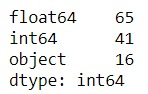 float64    65
int64      41
object     16
dtype: int64